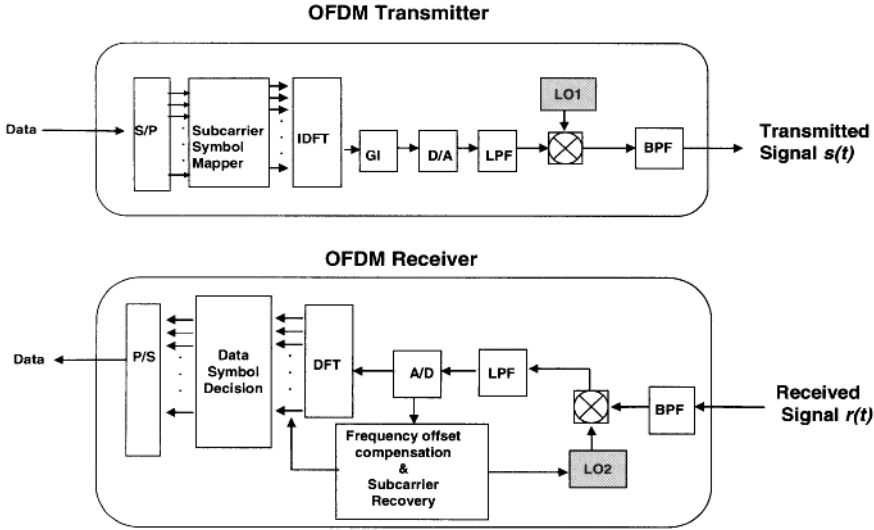 OFDM Transmitter
Data
S/P
Subcarrier
Symbol
Mapper
IDFT
GI
D/A
LPF
LO1
BPF
Transmitted
Signal s(t)
OFDM Receiver
Data
P/S
Data
Symbol
Decision
DFT
A/D
LPF
BPF
Received
Signal r(t)
Frequency offset
compensation
&
Subcarrier
Recovery
LO2